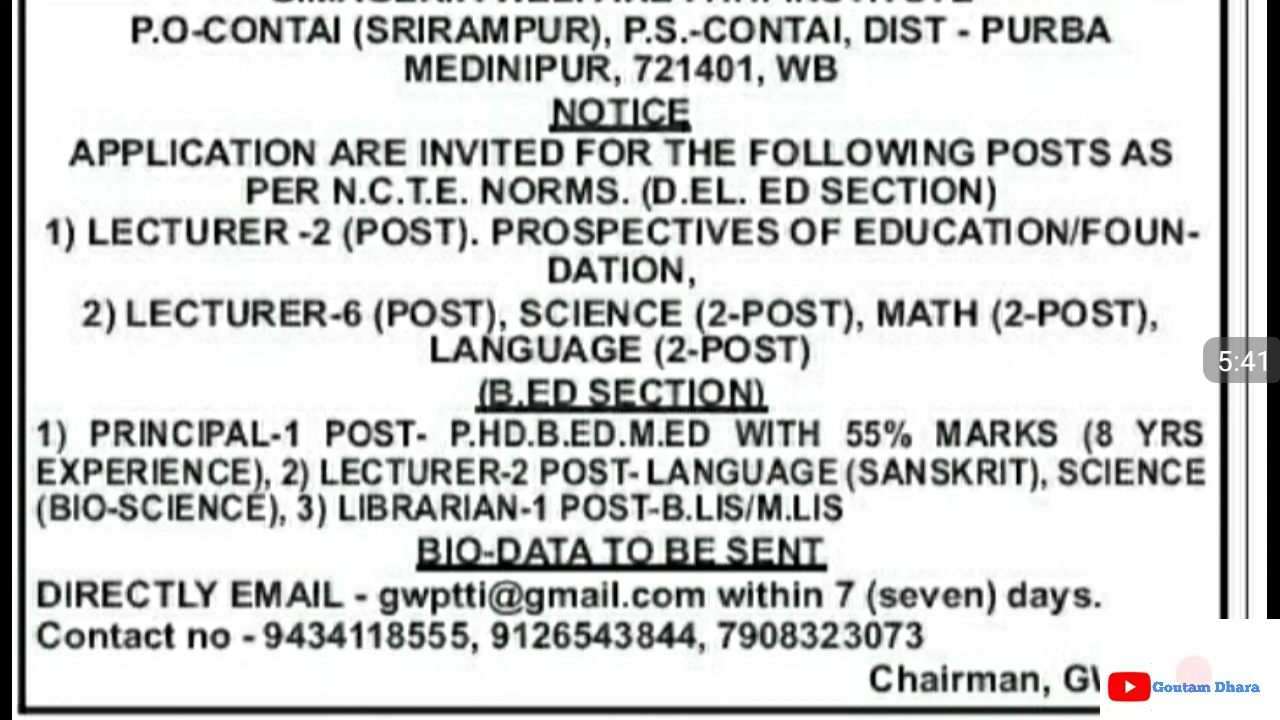 P.O-CONTAI (SRIRAMPUR), P.S.-CONTAI, DIST - PURBA
MEDINIPUR, 721401, WB
NOTICE
APPLICATION ARE INVITED FOR THE FOLLOWING POSTS AS
PER N.C.T.E. NORMS. (D.EL. ED SECTION)
1) LECTURER -2 (POST). PROSPECTIVES OF EDUCATION/FOUN-
DATION,
2) LECTURER-6 (POST), SCIENCE (2-POST), MATH (2-POST),
LANGUAGE (2-POST)
(B.ED SECTION)
1) PRINCIPAL-1 POST- P.HD.B.ED.M.ED WITH 55% MARKS (8 YRS
EXPERIENCE), 2) LECTURER-2 POST- LANGUAGE (SANSKRIT), SCIENCE
(BIO-SCIENCE), 3) LIBRARIAN-1 POST-B.LIS/M.LIS
BIO-DATA TO BE SENT
DIRECTLY EMAIL - gwptti@gmail.com within 7 (seven) days.
Contact no - 9434118555, 9126543844, 7908323073
Chairman,
5:41
Goutam Dhara